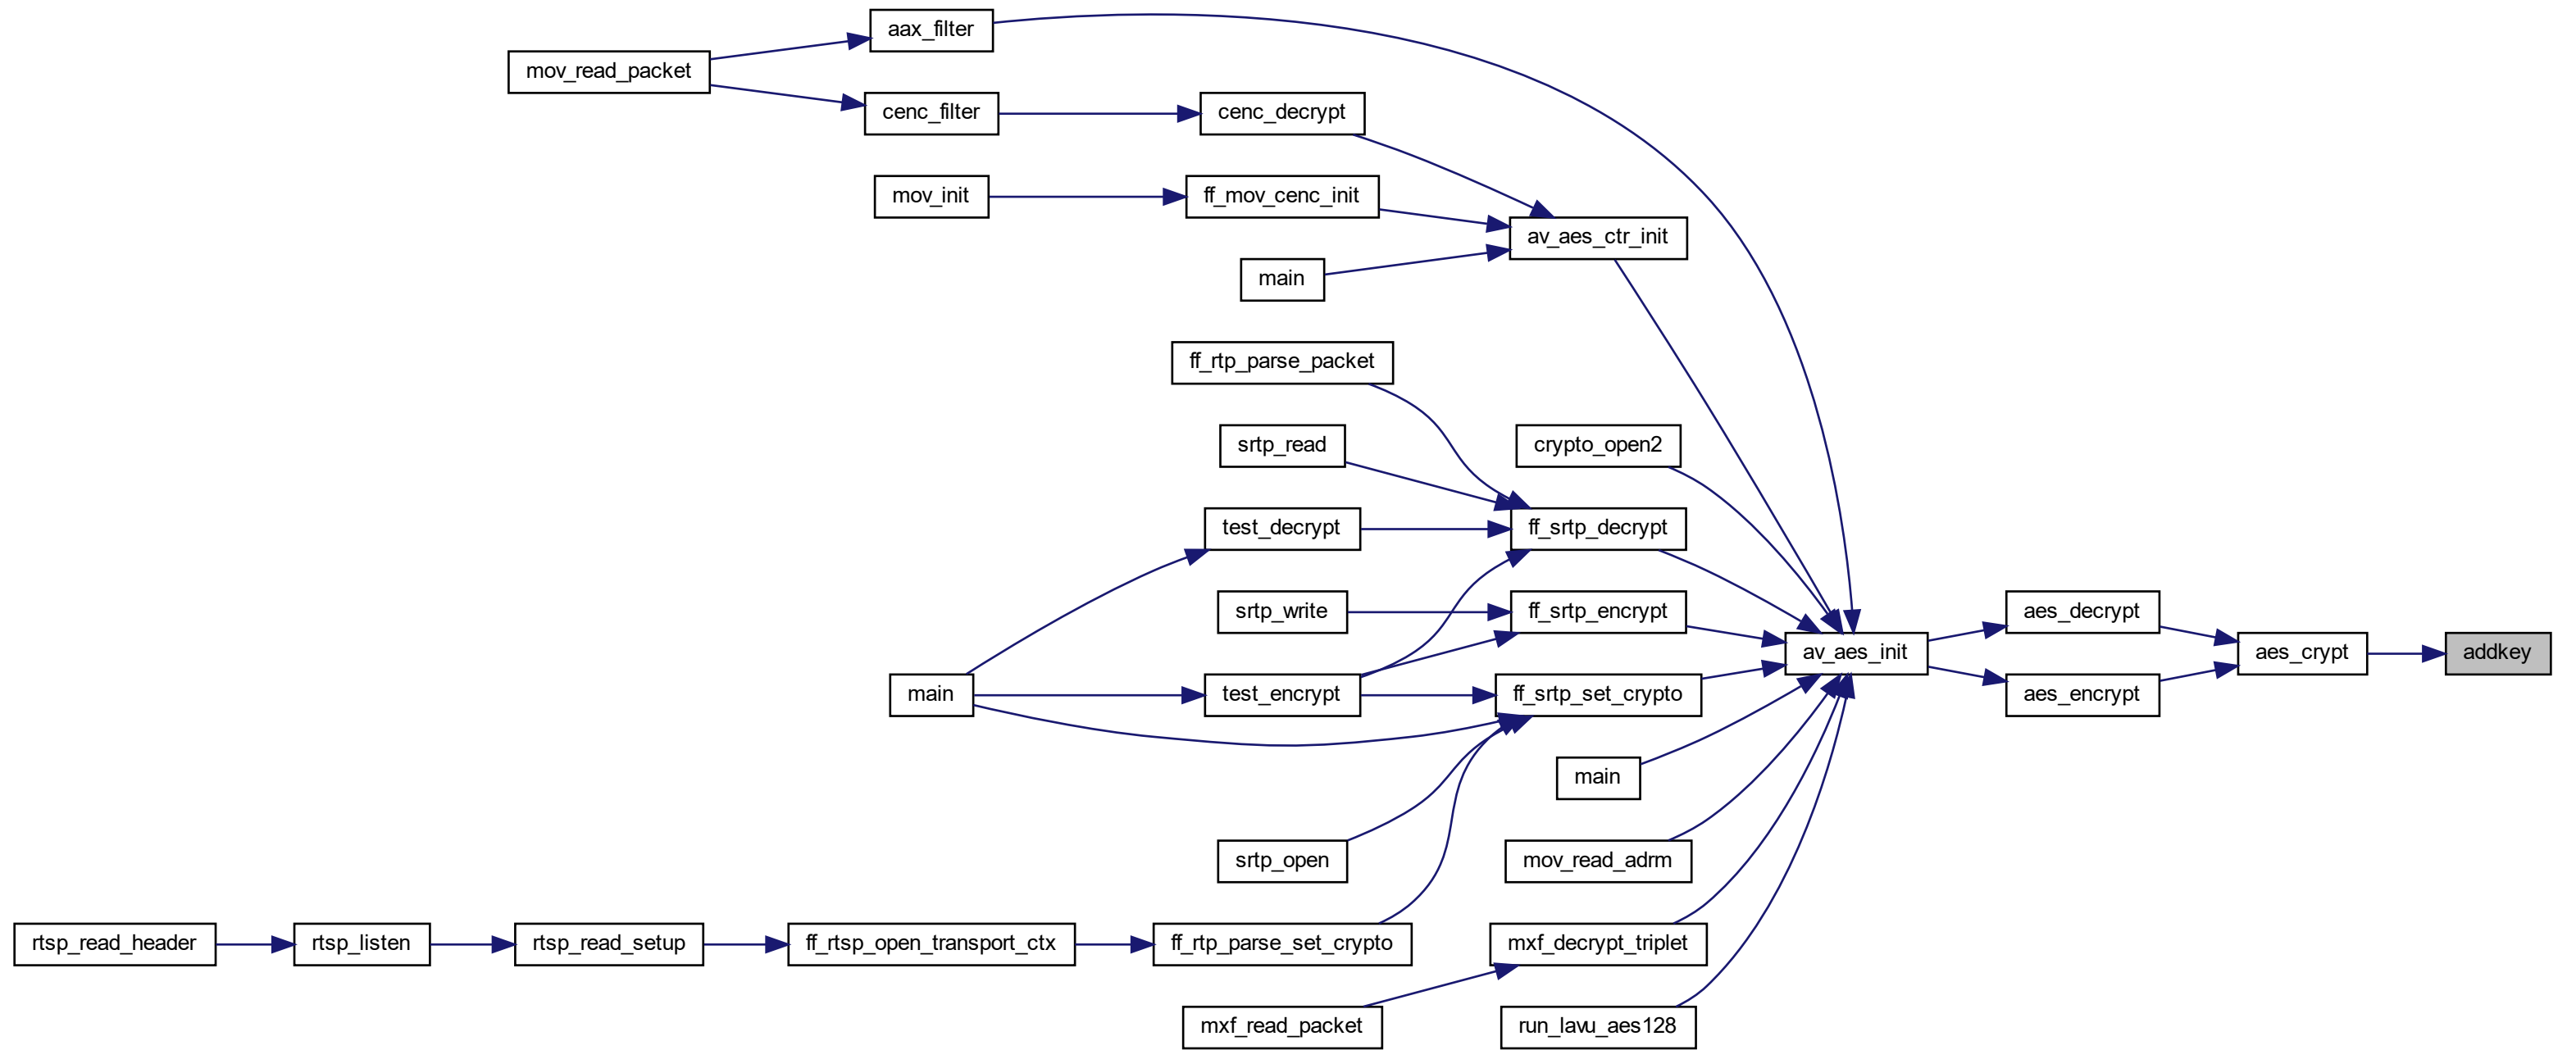 aax_filter
mov_read_packet
cenc_filter
cenc_decrypt
mov_init
ff_mov_cenc_init
av_aes_ctr_init
main
ff_rtp_parse_packet
srtp_read
crypto_open2
test_decrypt
ff_srtp_decrypt
srtp_write
ff_srtp_encrypt
aes_decrypt
av_aes_init
aes_crypt
addkey
main
test_encrypt
ff_srtp_set_crypto
aes_encrypt
main
srtp_open
mov_read_adrm
rtsp_read_header
rtsp_listen
rtsp_read_setup
ff_rtsp_open_transport_ctx
ff_rtp_parse_set_crypto
mxf_decrypt_triplet
mxf_read_packet
run_lavu_aes128